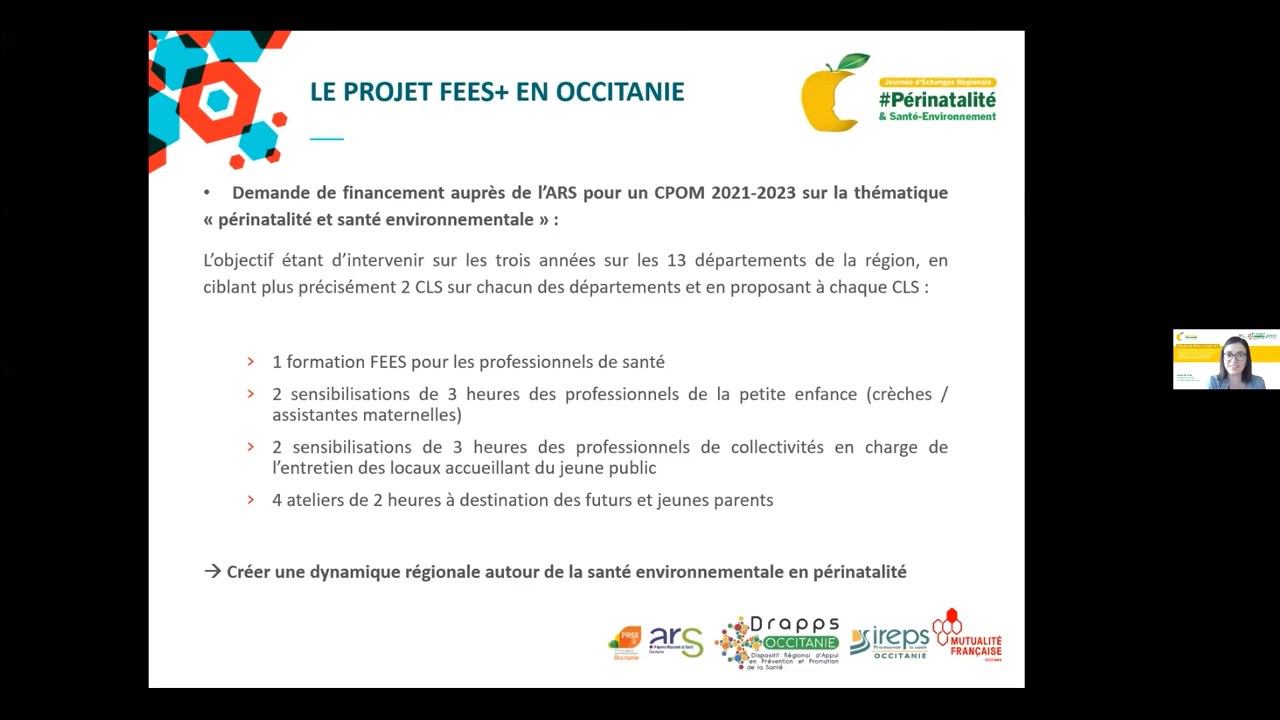 LE PROJET FEES+ EN OCCITANIE
Journée d'Échanges Régionale
#Périnatalité
& Santé-Environnement
• Demande de financement auprès de l'ARS pour un CPOM 2021-2023 sur la thématique
« périnatalité et santé environnementale » :
L'objectif étant d'intervenir sur les trois années sur les 13 départements de la région, en
ciblant plus précisément 2 CLS sur chacun des départements et en proposant à chaque CLS :
> 1 formation FEES pour les professionnels de santé
> 2 sensibilisations de 3 heures des professionnels de la petite enfance (crèches /
assistantes maternelles)
> 2 sensibilisations de 3 heures des professionnels de collectivités en charge de
l'entretien des locaux accueillant du jeune public
> 4 ateliers de 2 heures à destination des futurs et jeunes parents
→ Créer une dynamique régionale autour de la santé environnementale en périnatalité
PRSE
Occitanie
ars
Occitanie
Drapps
OCCITANIE
Dispositif Régional d'Appui
en Prévention et Promotion
de la Santé
ireps
OCCITANIE
MUTUALITÉ
FRANÇAISE
OCCITANIE